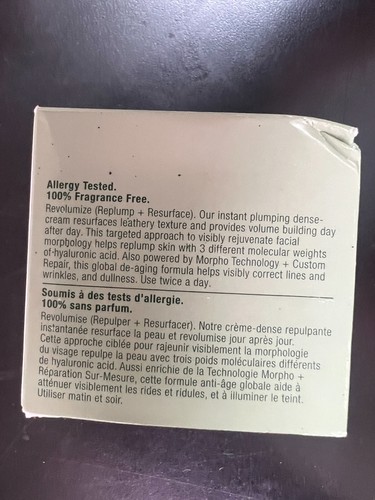 Allergy Tested.
100% Fragrance Free.
Revolumize (Replump + Resurface). Our instant plumping dense-
cream resurfaces leathery texture and provides volume building day
after day. This targeted approach to visibly rejuvenate facial
morphology helps replump skin with 3 different molecular weights
of hyaluronic acid. Also powered by Morpho Technology + Custom
Repair, this global de-aging formula helps visibly correct lines and
wrinkles, and dullness. Use twice a day.
Soumis à des tests d'allergie.
100% sans parfum.
Revolumise (Repulper + Resurfacer). Notre crème-dense repulpante
instantanée resurface la peau et revolumise jour après jour.
Cette approche ciblée pour rajeunir visiblement la morphologie
du visage repulpe la peau avec trois poids moléculaires différents
de hyaluronic acid. Aussi enrichie de la Technologie Morpho +
Réparation Sur-Mesure, cette formule anti-âge globale aide à
atténuer visiblement les rides et ridules, et à illuminer le teint.
Utiliser matin et soir.